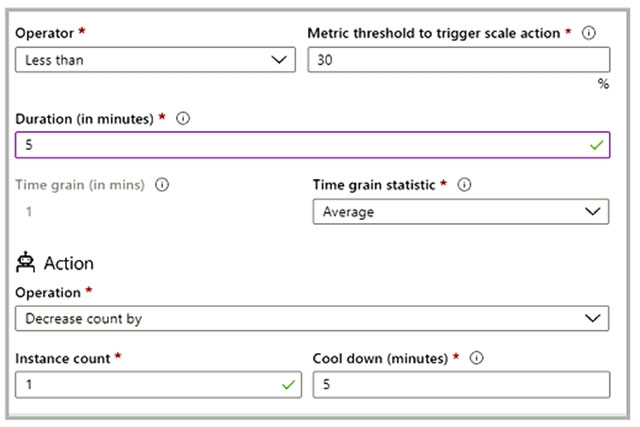 Operator * Metric threshold to trigger scale action *
Less than 30
%
Duration (in minutes) *
5
Time grain (in mins) Time grain statistic *
1 Average
Action
Operation *
Decrease count by
Instance count * Cool down (minutes) *
1 5